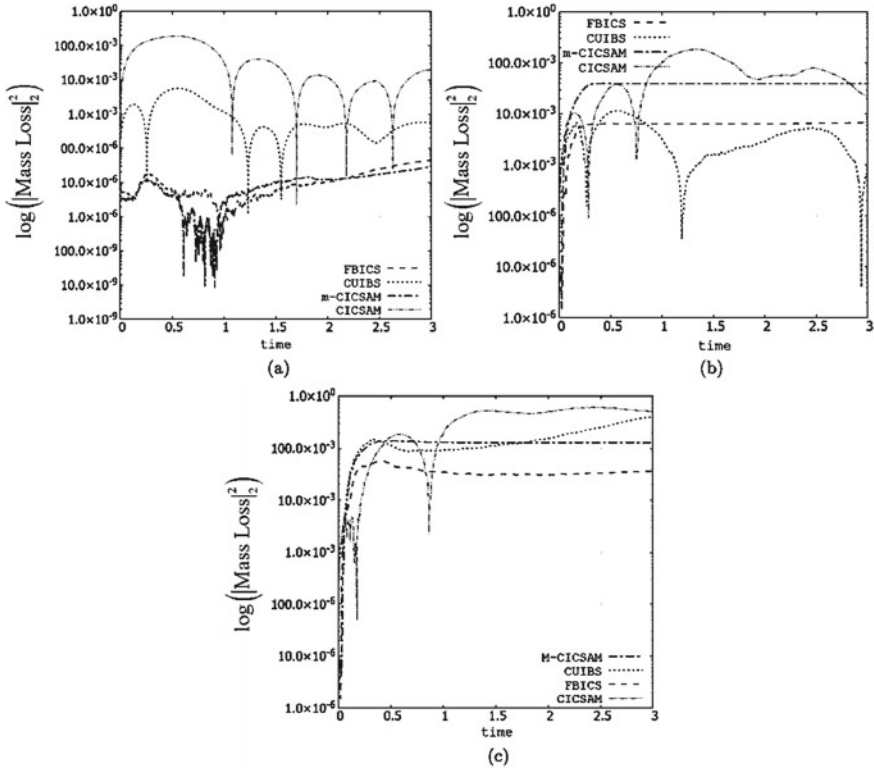 log(|Mass Loss|₂²)
1.0×10⁰
100.0×10⁻³
10.0×10⁻³
1.0×10⁻³
100×10⁻⁶
10.0×10⁻⁶
1.0×10⁻⁶
100.0×10⁻⁹
10.0×10⁻⁹
1.0×10⁻⁹
FBICS
CUIBS
m-CICSAM
CICSAM
0 0.5 1 1.5 2 2.5 3
time
(a)
log(|Mass Loss|₂²)
1.0×10⁰
100.0×10⁻³
10.0×10⁻³
1.0×10⁻³
100.0×10⁻⁶
10.0×10⁻⁶
1.0×10⁻⁶
FBICS
CUIBS
m-CICSAM
CICSAM
0 0.5 1 1.5 2 2.5 3
time
(b)
log(|Mass Loss|₂²)
1.0×10⁰
100.0×10⁻³
10.0×10⁻³
1.0×10⁻³
100.0×10⁻⁶
10.0×10⁻⁶
1.0×10⁻⁶
M-CICSAM
CUIBS
FBICS
CICSAM
0 0.5 1 1.5 2 2.5 3
time
(c)